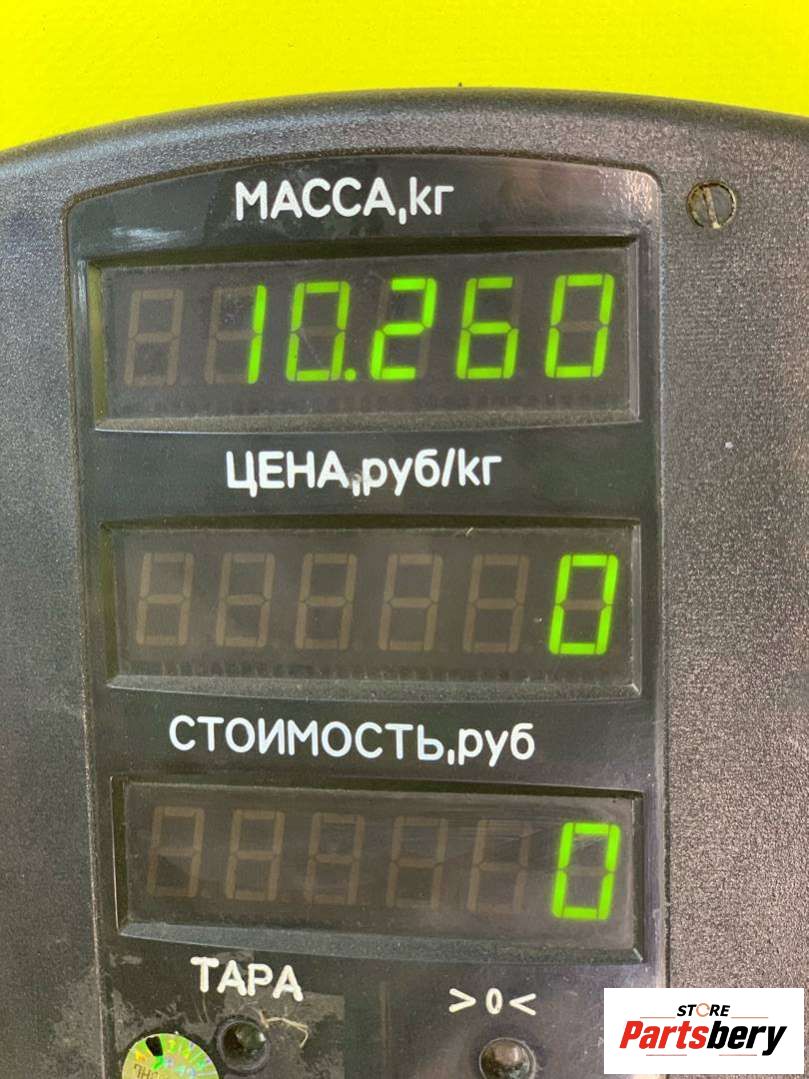 МАССА,кг
10.260
ЦЕНА,руб/кг
0
СТОИМОСТЬ,руб
0
ТАРА
>0<
STORE
Partsbery